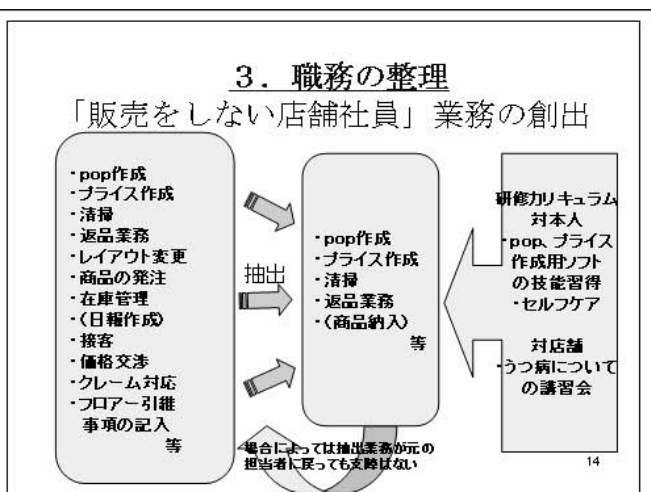 ３．職務の整理
「販売をしない店舗社員」業務の創出
・pop作成
・プライス作成
・清掃
・返品業務
・レイアウト変更
・商品の発注
・在庫管理
・（日報作成）
・接客
・価格交渉
・クレーム対応
・フロアー引継
事項の記入
等
抽出
・pop作成
・プライス作成
・清掃
・返品業務
・（商品納入）
等
研修カリキュラム
対本人
・pop、プライス
作成用ソフト
の技能習得
・セルフケア
対店舗
・うつ病について
の講習会
場合によっては抽出業務が元の
担当者に戻っても支障はない
14